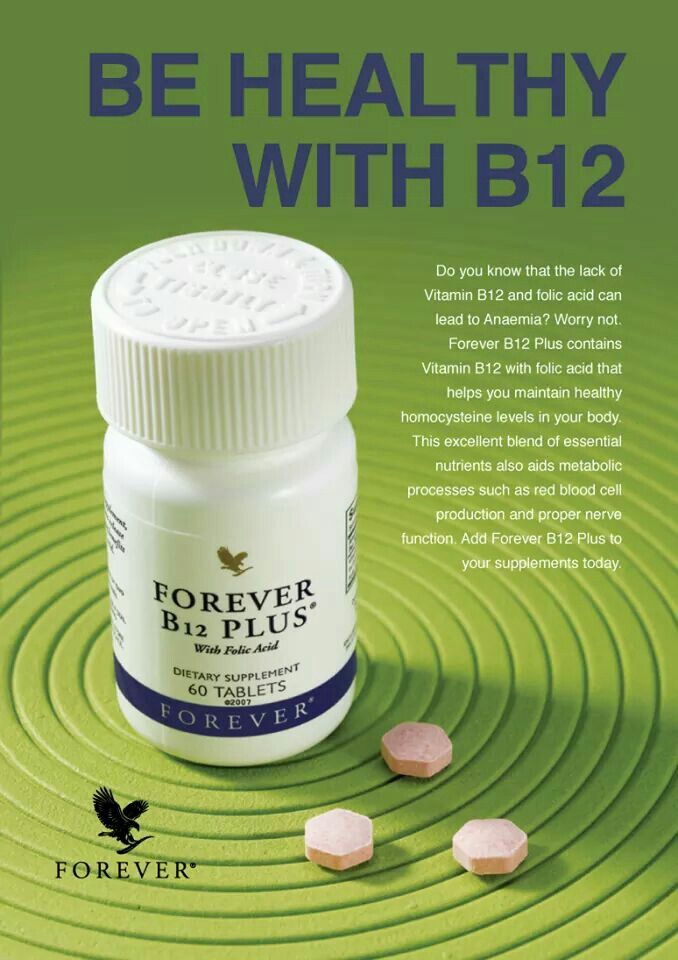 BE HEALTHY
WITH B12
Do you know that the lack of
Vitamin B12 and folic acid can
lead to Anaemia? Worry not.
Forever B12 Plus contains
Vitamin B12 with folic acid that
helps you maintain healthy
homocysteine levels in your body.
This excellent blend of essential
nutrients also aids metabolic
processes such as red blood cell
production and proper nerve
function. Add Forever B12 Plus to
your supplements today.
CLOSE
TIGHTLY
TO OPEN
FOREVER
B12 PLUS®
With Folic Acid
DIETARY SUPPLEMENT
60 TABLETS
©2007
FOREVER®
FOREVER®